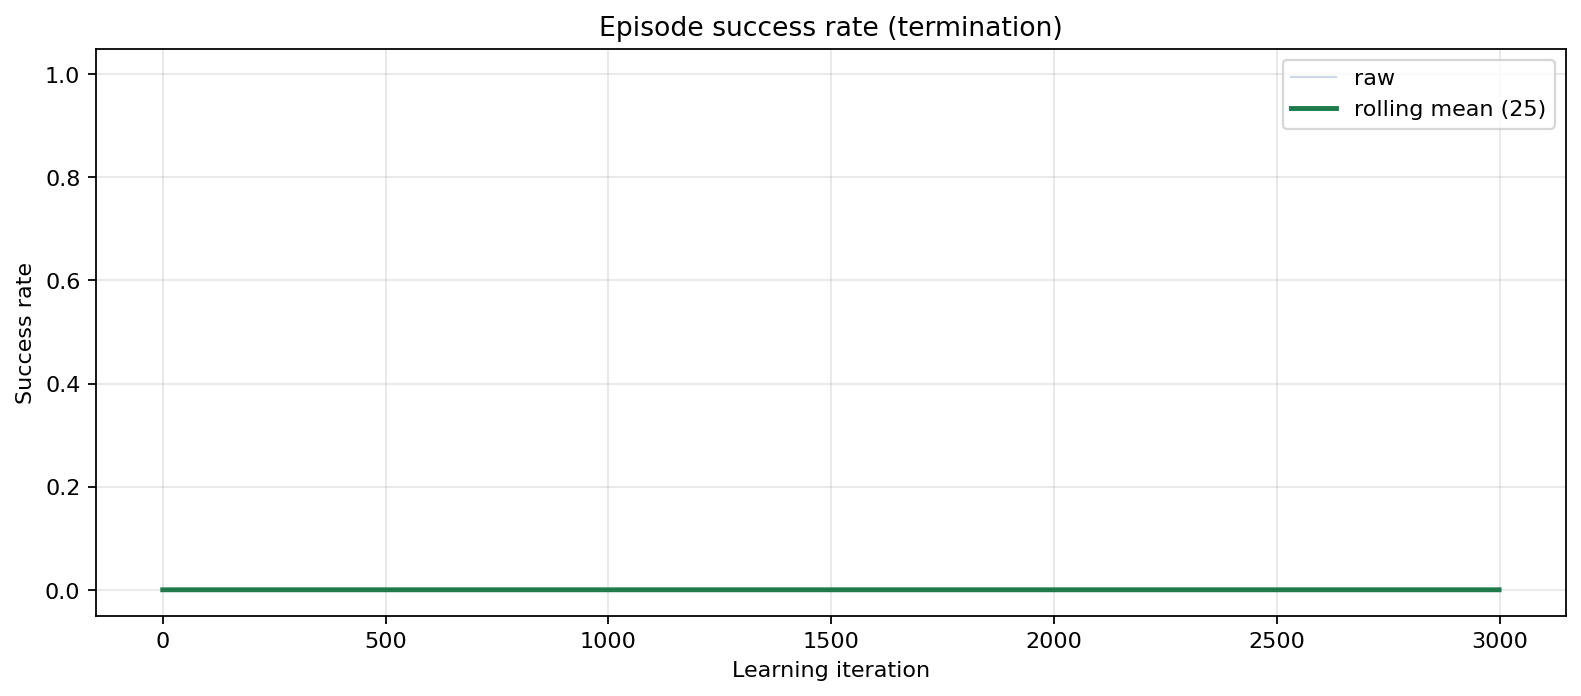 Episode success rate (termination)
raw
rolling mean (25)
1.0
0.8
0.6
0.4
0.2
0.0
Success rate
0 500 1000 1500 2000 2500 3000
Learning iteration